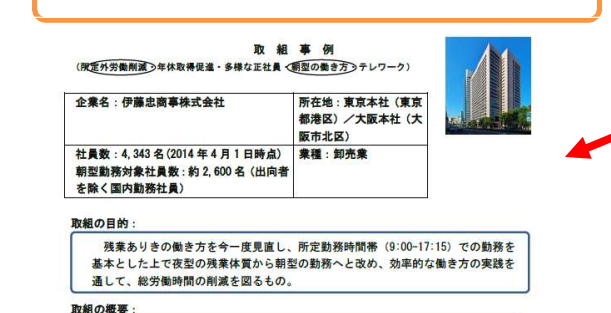 取 組 事 例
（所定外労働削減・年休取得促進・多様な正社員・朝型の働き方・テレワーク）
企業名：伊藤忠商事株式会社
所在地：東京本社（東京
都港区）／大阪本社（大
阪市北区）
社員数：4,343 名(2014 年 4 月 1 日時点)
朝型勤務対象社員数：約 2,600 名（出向者
を除く国内勤務社員）
業種：卸売業
取組の目的：
残業ありきの働き方を今一度見直し、所定勤務時間帯（9:00-17:15）での勤務を
基本とした上で夜型の残業体質から朝型の勤務へと改め、効率的な働き方の実践を
通して、総労働時間の削減を図るもの。
取組の概要：